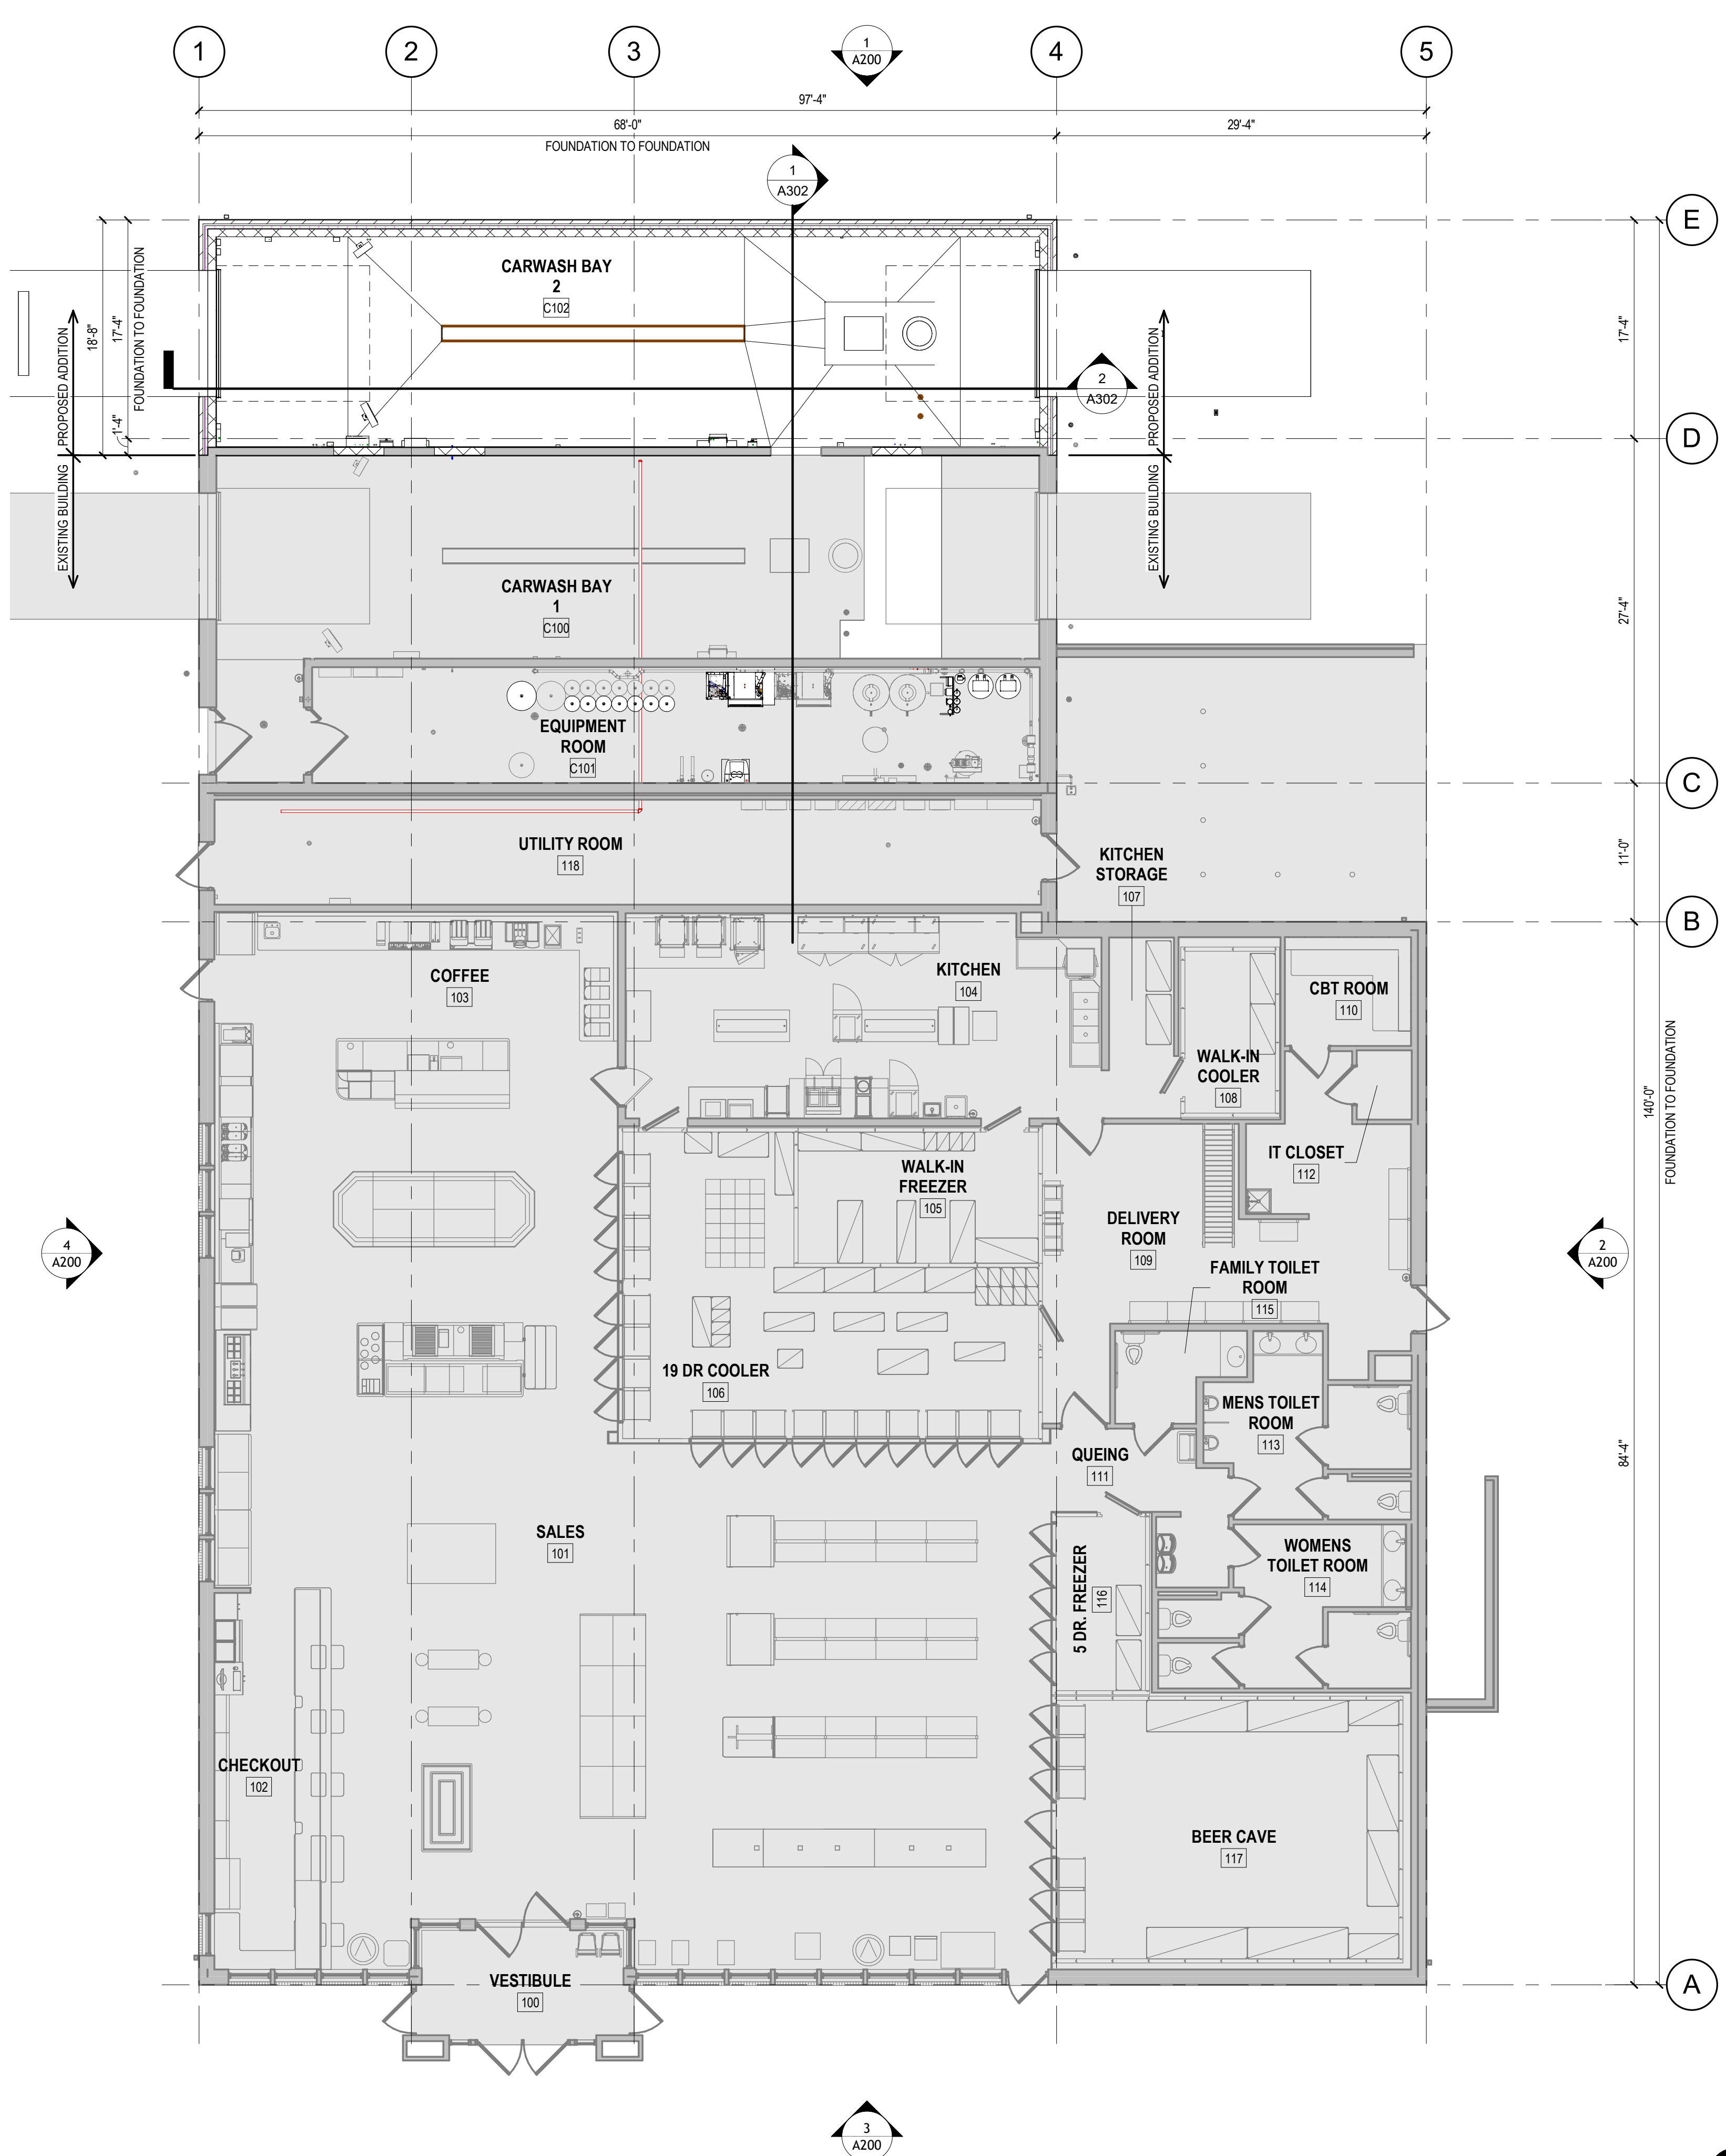 1
2
3
4
5
1
A200
97'-4"
68'-0"
29'-4"
FOUNDATION TO FOUNDATION
1
A302
E
CARWASH BAY
2
C102
18'-8"
17'-4"
FOUNDATION TO FOUNDATION
1'-4"
PROPOSED ADDITION
EXISTING BUILDING
2
A302
PROPOSED ADDITION
EXISTING BUILDING
17'-4"
D
CARWASH BAY
1
C100
27'-4"
EQUIPMENT
ROOM
C101
C
UTILITY ROOM
118
11'-0"
KITCHEN
STORAGE
107
B
COFFEE
103
KITCHEN
104
CBT ROOM
110
WALK-IN
COOLER
108
140'-0"
FOUNDATION TO FOUNDATION
IT CLOSET
112
WALK-IN
FREEZER
105
DELIVERY
ROOM
109
4
A200
2
A200
FAMILY TOILET
ROOM
115
19 DR COOLER
106
MENS TOILET
ROOM
113
QUEING
111
84'-4"
SALES
101
5 DR. FREEZER
116
WOMENS
TOILET ROOM
114
CHECKOUT
102
BEER CAVE
117
VESTIBULE
100
A
3
A200